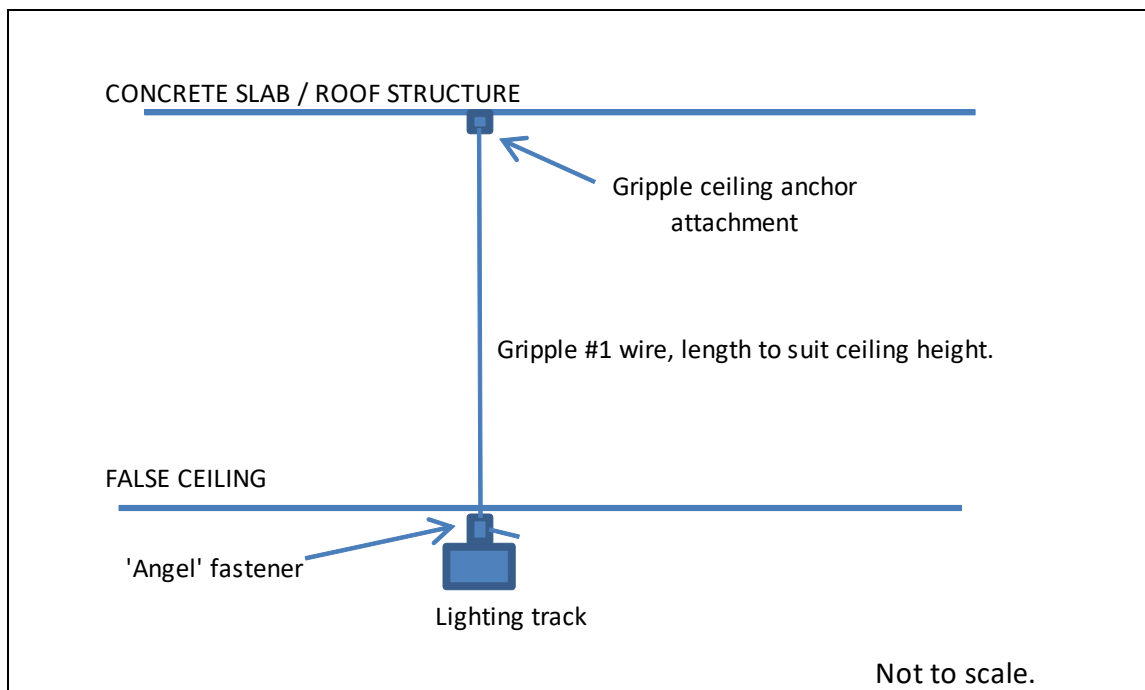 CONCRETE SLAB / ROOF STRUCTURE
Gripple ceiling anchor
attachment
Gripple #1 wire, length to suit ceiling height.
FALSE CEILING
'Angel' fastener
Lighting track
Not to scale.